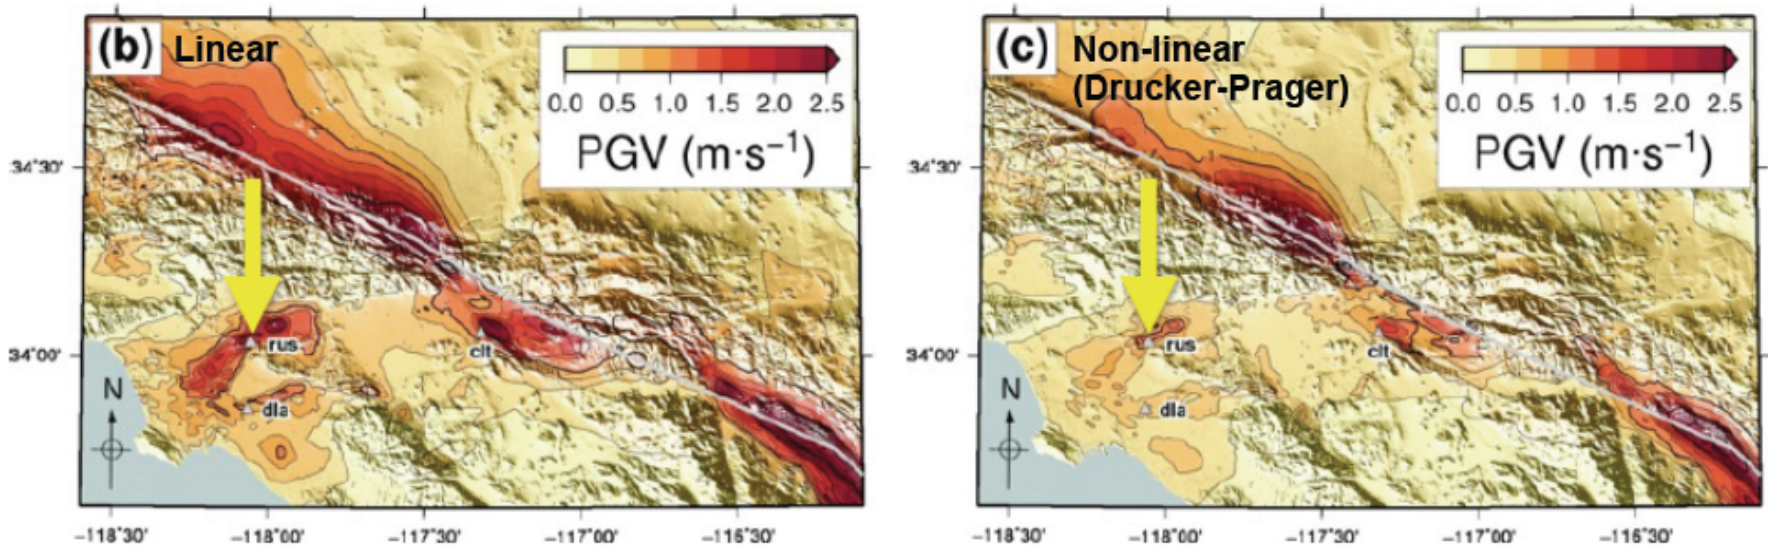 (b) Linear
0.0 0.5 1.0 1.5 2.0 2.5
PGV (m·s⁻¹)
34˚30'
34˚00'
rus
clt
dla
N
−118˚30' −118˚00' −117˚30' −117˚00' −116˚30'
(c) Non-linear
(Drucker-Prager)
0.0 0.5 1.0 1.5 2.0 2.5
PGV (m·s⁻¹)
34˚30'
34˚00'
rus
clt
dla
N
−118˚30' −118˚00' −117˚30' −117˚00' −116˚30'